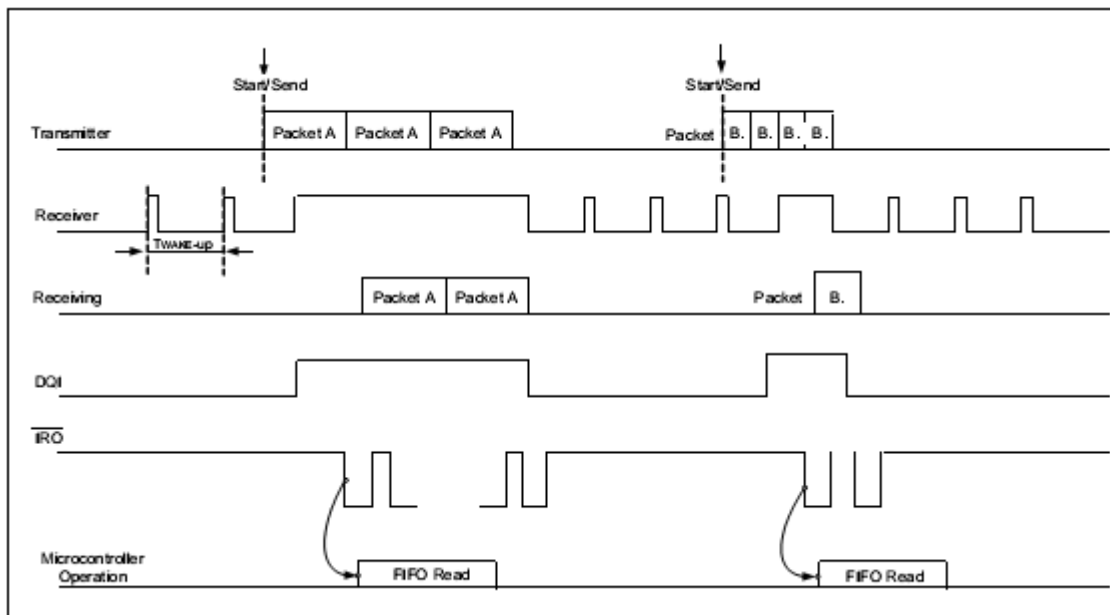 Start/Send
Start/Send
Transmitter
Packet A
Packet A
Packet A
Packet
B.
B.
B.
B.
Receiver
TWAKE-up
Receiving
Packet A
Packet A
Packet
B.
DQI
IRO
Microcontroller
Operation
FIFO Read
FIFO Read